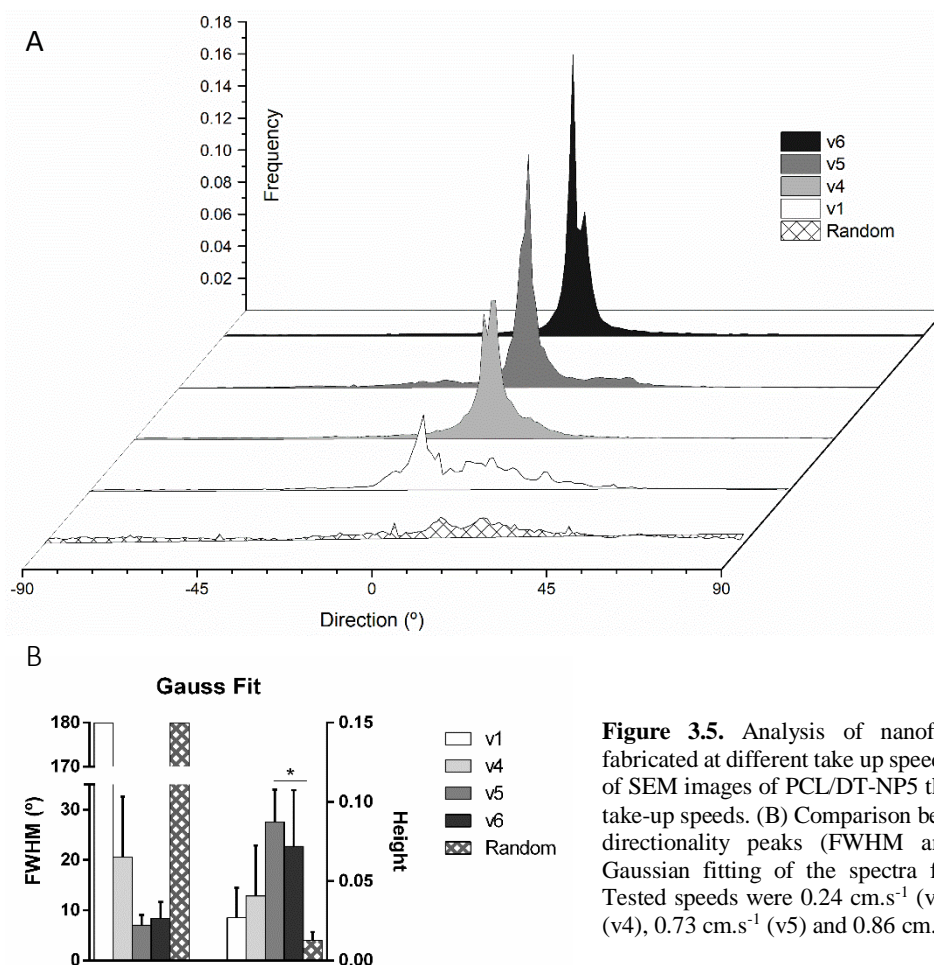 A
0.18
0.16
0.14
0.12
0.10
0.08
0.06
0.04
0.02
Frequency
v6
v5
v4
v1
Random
-90
-45
0
45
90
Direction (º)
B
Gauss Fit
180
170
30
20
10
0
FWHM (º)
0.15
0.10
0.05
0.00
Height
*
v1
v4
v5
v6
Random
Figure 3.5. Analysis of nanof
fabricated at different take up speed
of SEM images of PCL/DT-NP5 th
take-up speeds. (B) Comparison be
directionality peaks (FWHM an
Gaussian fitting of the spectra f
Tested speeds were 0.24 cm.s-1 (v
(v4), 0.73 cm.s-1 (v5) and 0.86 cm.